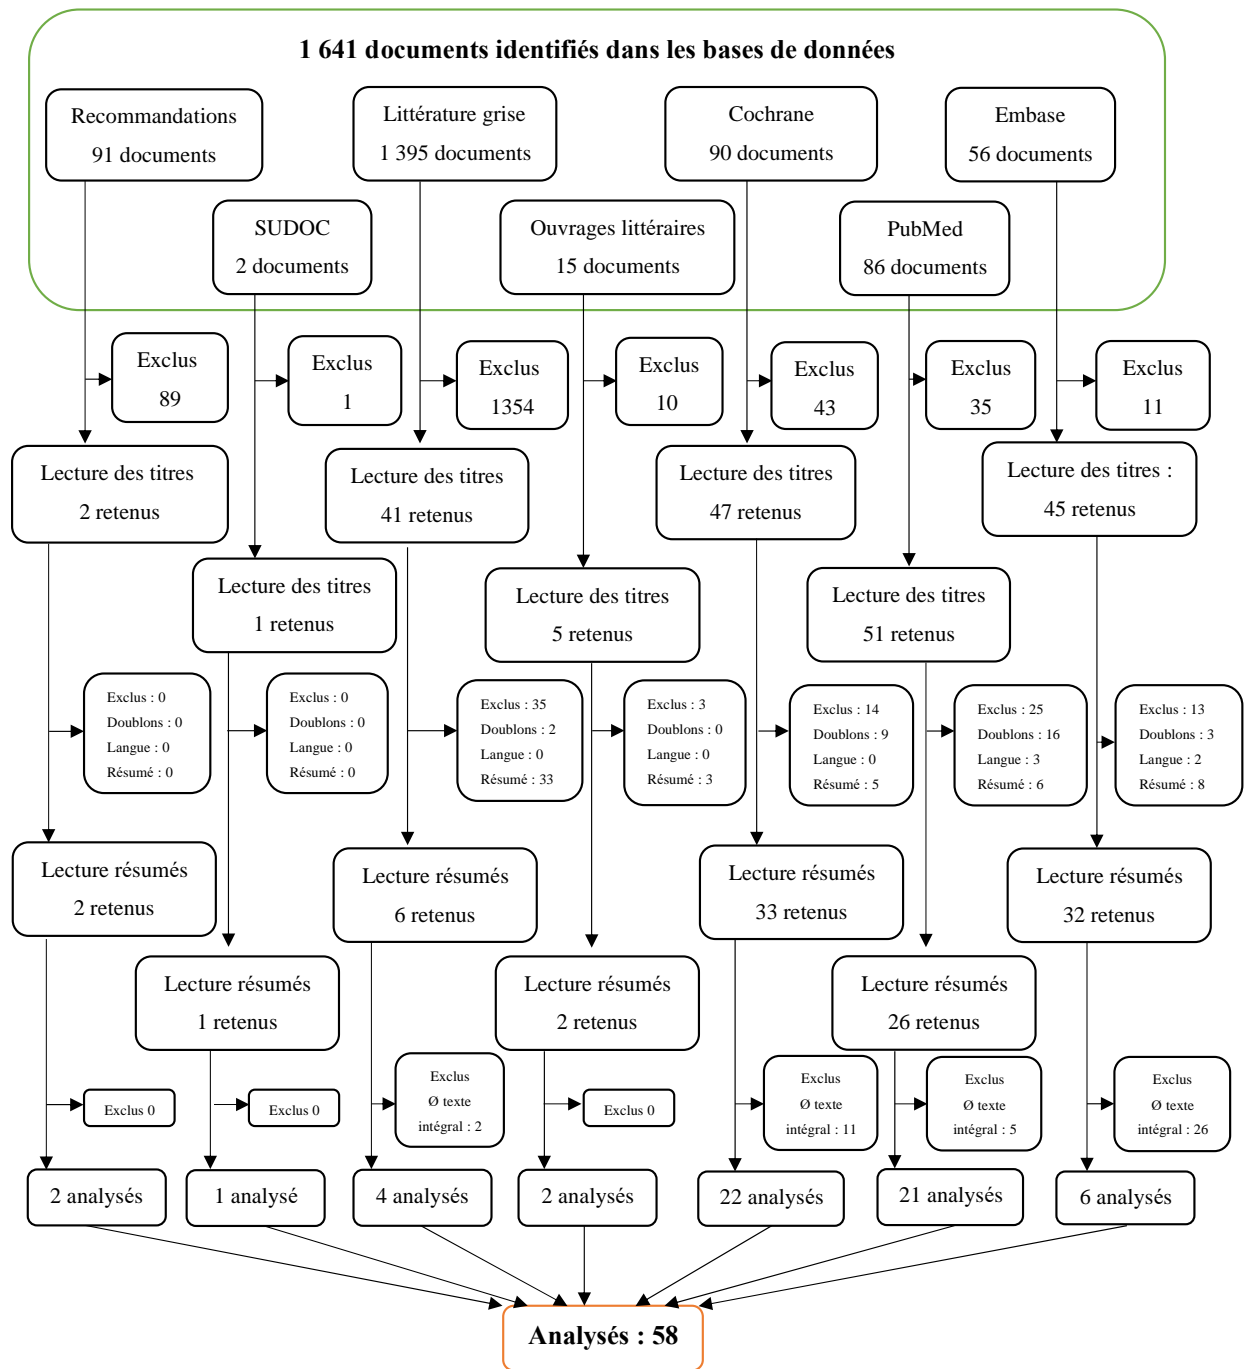 1 641 documents identifiés dans les bases de données
Recommandations
91 documents
Littérature grise
1 395 documents
Cochrane
90 documents
Embase
56 documents
SUDOC
2 documents
Ouvrages littéraires
15 documents
PubMed
86 documents
Exclus
89
Exclus
1
Exclus
1354
Exclus
10
Exclus
43
Exclus
35
Exclus
11
Lecture des titres
2 retenus
Lecture des titres
41 retenus
Lecture des titres
47 retenus
Lecture des titres :
45 retenus
Lecture des titres
1 retenus
Lecture des titres
5 retenus
Lecture des titres
51 retenus
Exclus : 0
Doublons : 0
Langue : 0
Résumé : 0
Exclus : 0
Doublons : 0
Langue : 0
Résumé : 0
Exclus : 35
Doublons : 2
Langue : 0
Résumé : 33
Exclus : 3
Doublons : 0
Langue : 0
Résumé : 3
Exclus : 14
Doublons : 9
Langue : 0
Résumé : 5
Exclus : 25
Doublons : 16
Langue : 3
Résumé : 6
Exclus : 13
Doublons : 3
Langue : 2
Résumé : 8
Lecture résumés
2 retenus
Lecture résumés
6 retenus
Lecture résumés
33 retenus
Lecture résumés
32 retenus
Lecture résumés
1 retenus
Lecture résumés
2 retenus
Lecture résumés
26 retenus
Exclus 0
Exclus 0
Exclus
Ø texte
intégral : 2
Exclus 0
Exclus
Ø texte
intégral : 11
Exclus
Ø texte
intégral : 5
Exclus
Ø texte
intégral : 26
2 analysés
1 analysé
4 analysés
2 analysés
22 analysés
21 analysés
6 analysés
Analysés : 58